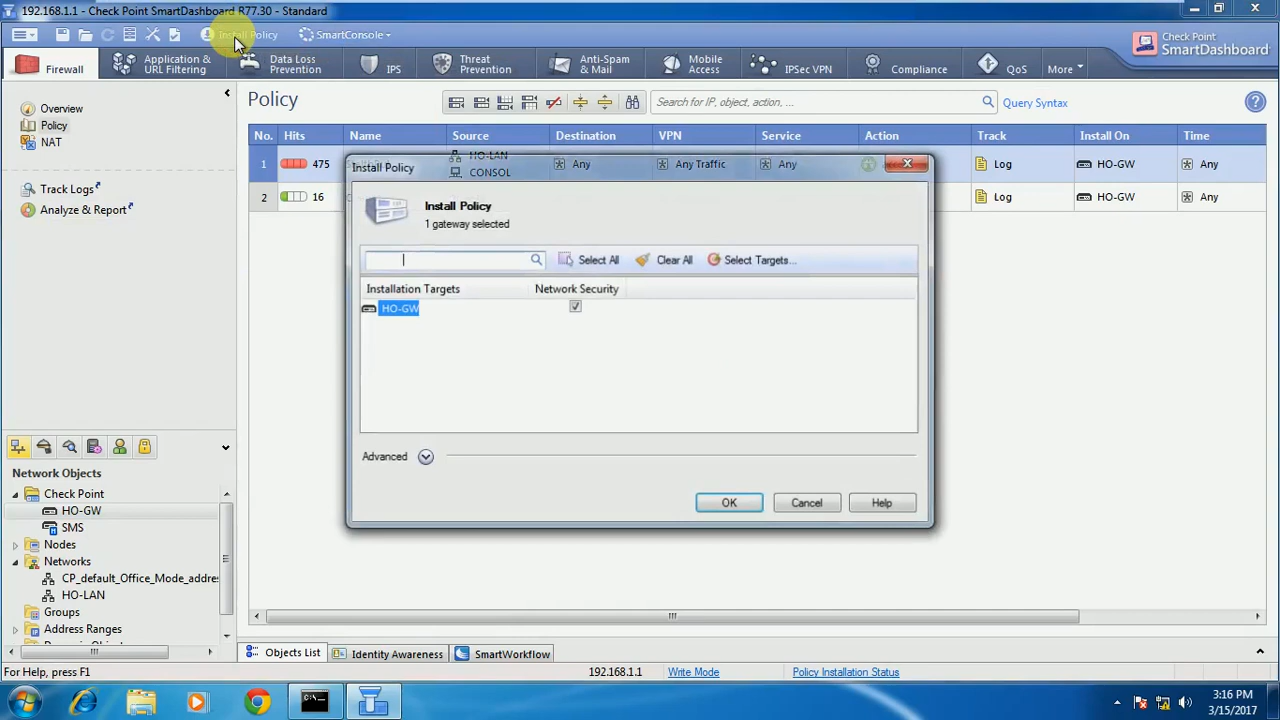 192.168.1.1 - Check Point SmartDashboard R77.30 - Standard
Install Policy
SmartConsole
Check Point
SmartDashboard
Firewall
Application &
URL Filtering
Data Loss
Prevention
IPS
Threat
Prevention
Anti-Spam
& Mail
Mobile
Access
IPSec VPN
Compliance
QoS
More
Overview
Policy
NAT
Track Logs
Analyze & Report
Policy
Search for IP, object, action, ...
Query Syntax
No. Hits Name Source Destination VPN Service Action Track Install On Time
1 475 HO-LAN CONSOL Any Any Traffic Any Log HO-GW Any
2 16 Log HO-GW Any
Install Policy
Install Policy
1 gateway selected
Select All Clear All Select Targets...
Installation Targets Network Security
HO-GW
Advanced
OK Cancel Help
Network Objects
Check Point
HO-GW
SMS
Nodes
Networks
CP_default_Office_Mode_addre
HO-LAN
Groups
Address Ranges
Objects List Identity Awareness SmartWorkflow
For Help, press F1 192.168.1.1 Write Mode Policy Installation Status
3:16 PM
3/15/2017